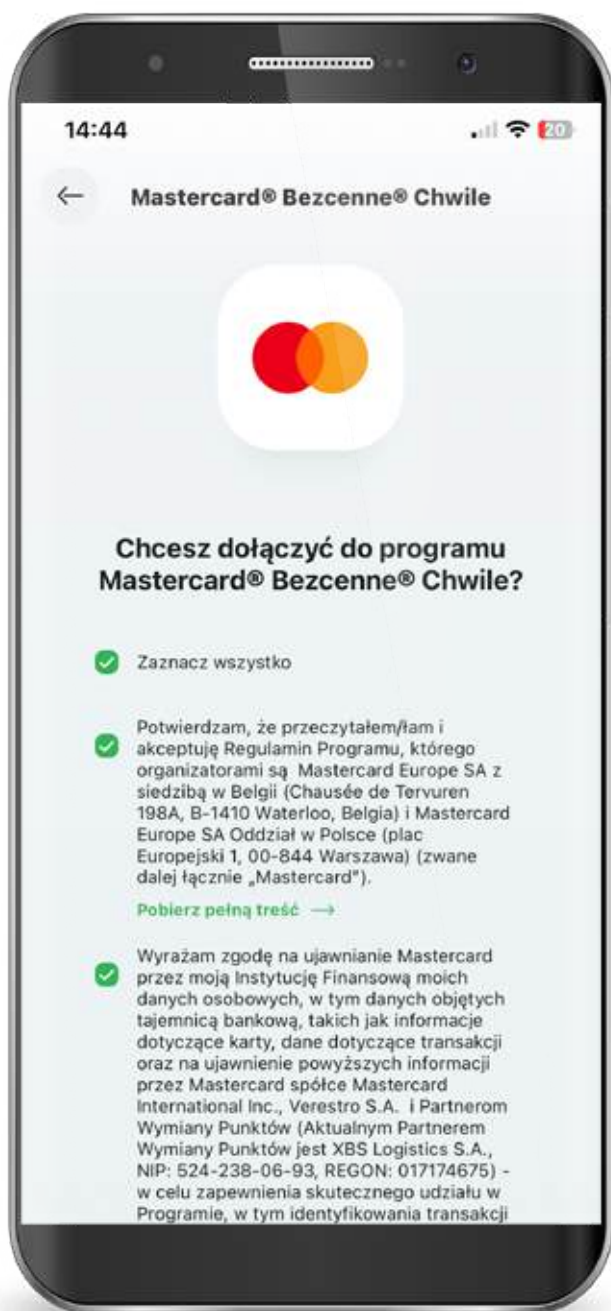 14:44
20
Mastercard® Bezcenne® Chwile
Chcesz dołączyć do programu
Mastercard® Bezcenne® Chwile?
Zaznacz wszystko
Potwierdzam, że przeczytałem/łam i
akceptuję Regulamin Programu, którego
organizatorami są Mastercard Europe SA z
siedzibą w Belgii (Chausée de Tervuren
198A, B-1410 Waterloo, Belgia) i Mastercard
Europe SA Oddział w Polsce (plac
Europejski 1, 00-844 Warszawa) (zwane
dalej łącznie „Mastercard”).
Pobierz pełną treść →
Wyrażam zgodę na ujawnianie Mastercard
przez moją Instytucję Finansową moich
danych osobowych, w tym danych objętych
tajemnicą bankową, takich jak informacje
dotyczące karty, dane dotyczące transakcji
oraz na ujawnienie powyższych informacji
przez Mastercard spółce Mastercard
International Inc., Verestro S.A. i Partnerom
Wymiany Punktów (Aktualnym Partnerem
Wymiany Punktów jest XBS Logistics S.A.,
NIP: 524-238-06-93, REGON: 017174675) -
w celu zapewnienia skutecznego udziału w
Programie, w tym identyfikowania transakcji